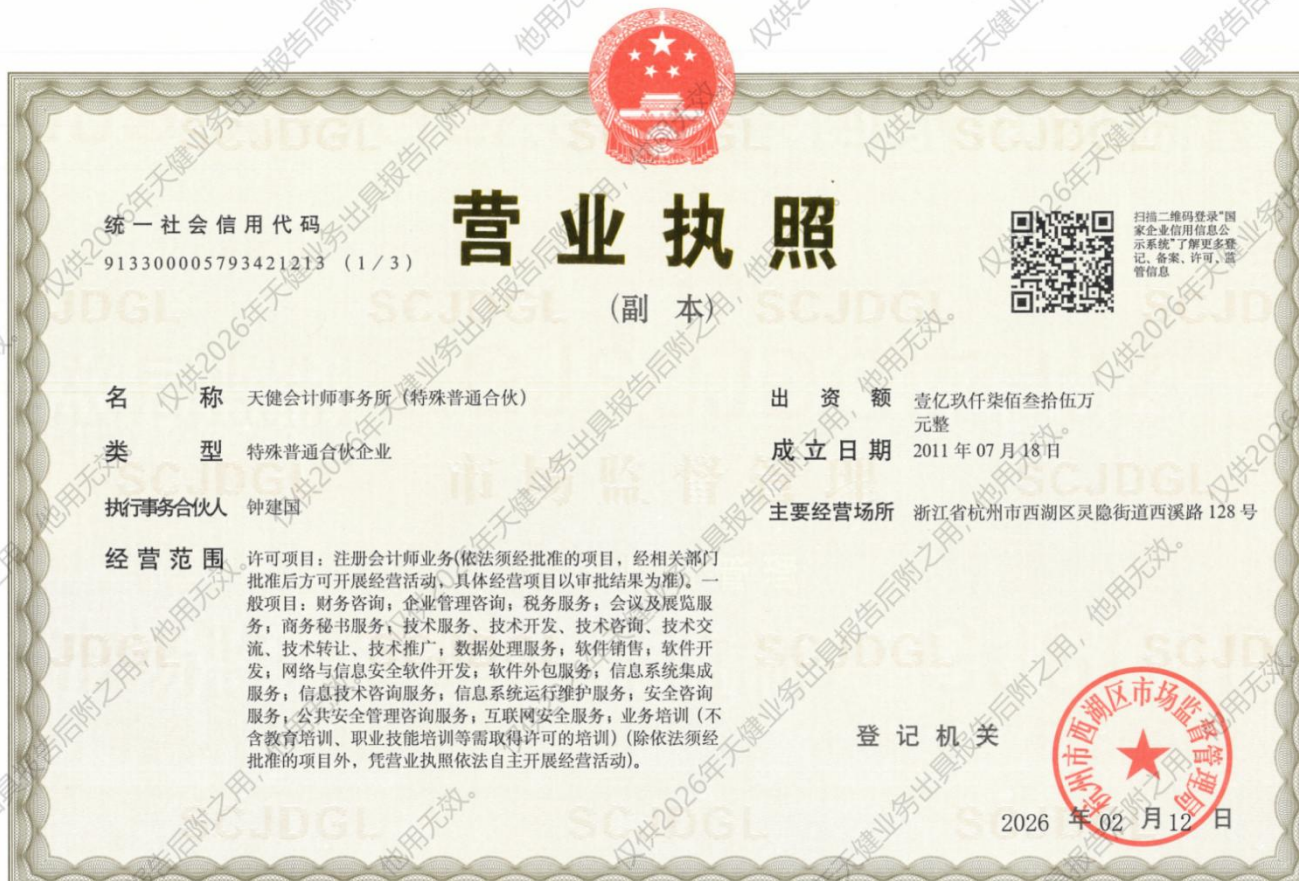 营业执照
(副 本)
统一社会信用代码
913300005793421213 (1/3)
扫描二维码登录“国
家企业信用信息公
示系统”了解更多登
记、备案、许可、监
管信息
名 称 天健会计师事务所（特殊普通合伙）
类 型 特殊普通合伙企业
执行事务合伙人 钟建国
经营范围 许可项目：注册会计师业务(依法须经批准的项目，经相关部门
批准后方可开展经营活动，具体经营项目以审批结果为准)。一
般项目：财务咨询；企业管理咨询；税务服务；会议及展览服
务；商务秘书服务；技术服务、技术开发、技术咨询、技术交
流、技术转让、技术推广；数据处理服务；软件销售；软件开
发；网络与信息安全软件开发；软件外包服务；信息系统集成
服务；信息技术咨询服务；信息系统运行维护服务；安全咨询
服务；公共安全管理咨询服务；互联网安全服务；业务培训（不
含教育培训、职业技能培训等需取得许可的培训）(除依法须经
批准的项目外，凭营业执照依法自主开展经营活动)。
出 资 额 壹亿玖仟柒佰叁拾伍万
元整
成立日期 2011年07月18日
主要经营场所 浙江省杭州市西湖区灵隐街道西溪路128号
登记机关
杭州市西湖区市场监督管理局
2026 年 02 月 12 日
仅供2026年天健业务出具报告后附之用，他用无效。
SCJDGL
市场监督管理